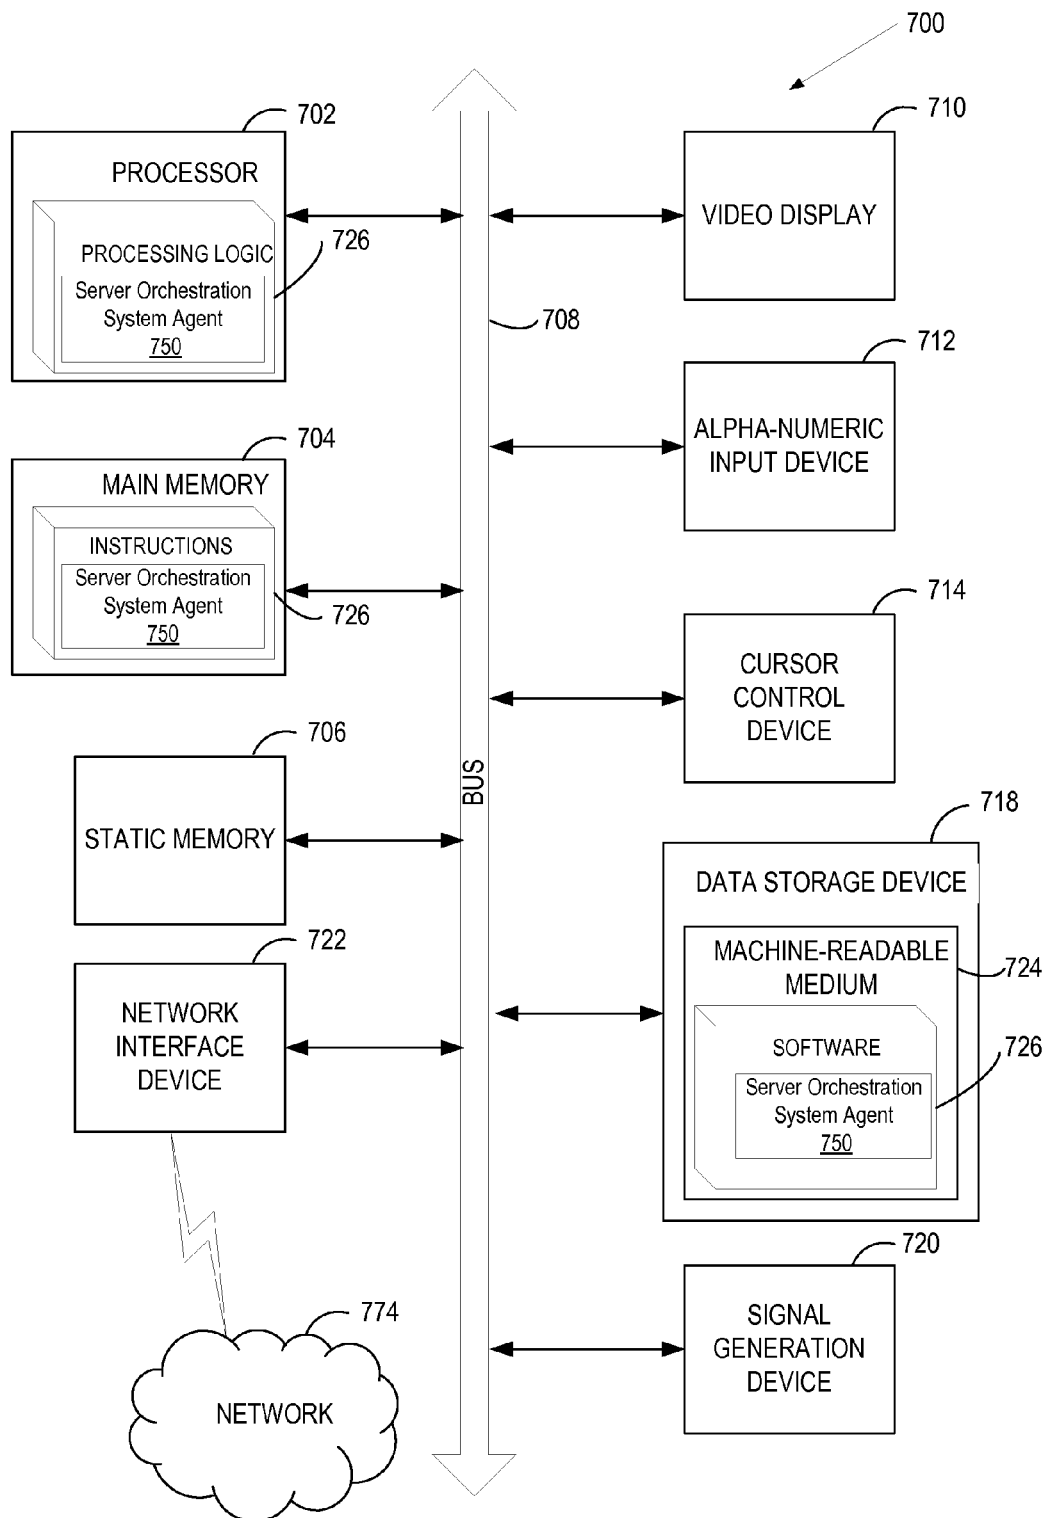 700
702
PROCESSOR
PROCESSING LOGIC
726
Server Orchestration
System Agent
750
704
MAIN MEMORY
INSTRUCTIONS
Server Orchestration
System Agent
750
726
706
STATIC MEMORY
722
NETWORK
INTERFACE
DEVICE
774
NETWORK
708
BUS
710
VIDEO DISPLAY
712
ALPHA-NUMERIC
INPUT DEVICE
714
CURSOR
CONTROL
DEVICE
718
DATA STORAGE DEVICE
MACHINE-READABLE
MEDIUM
724
SOFTWARE
726
Server Orchestration
System Agent
750
720
SIGNAL
GENERATION
DEVICE